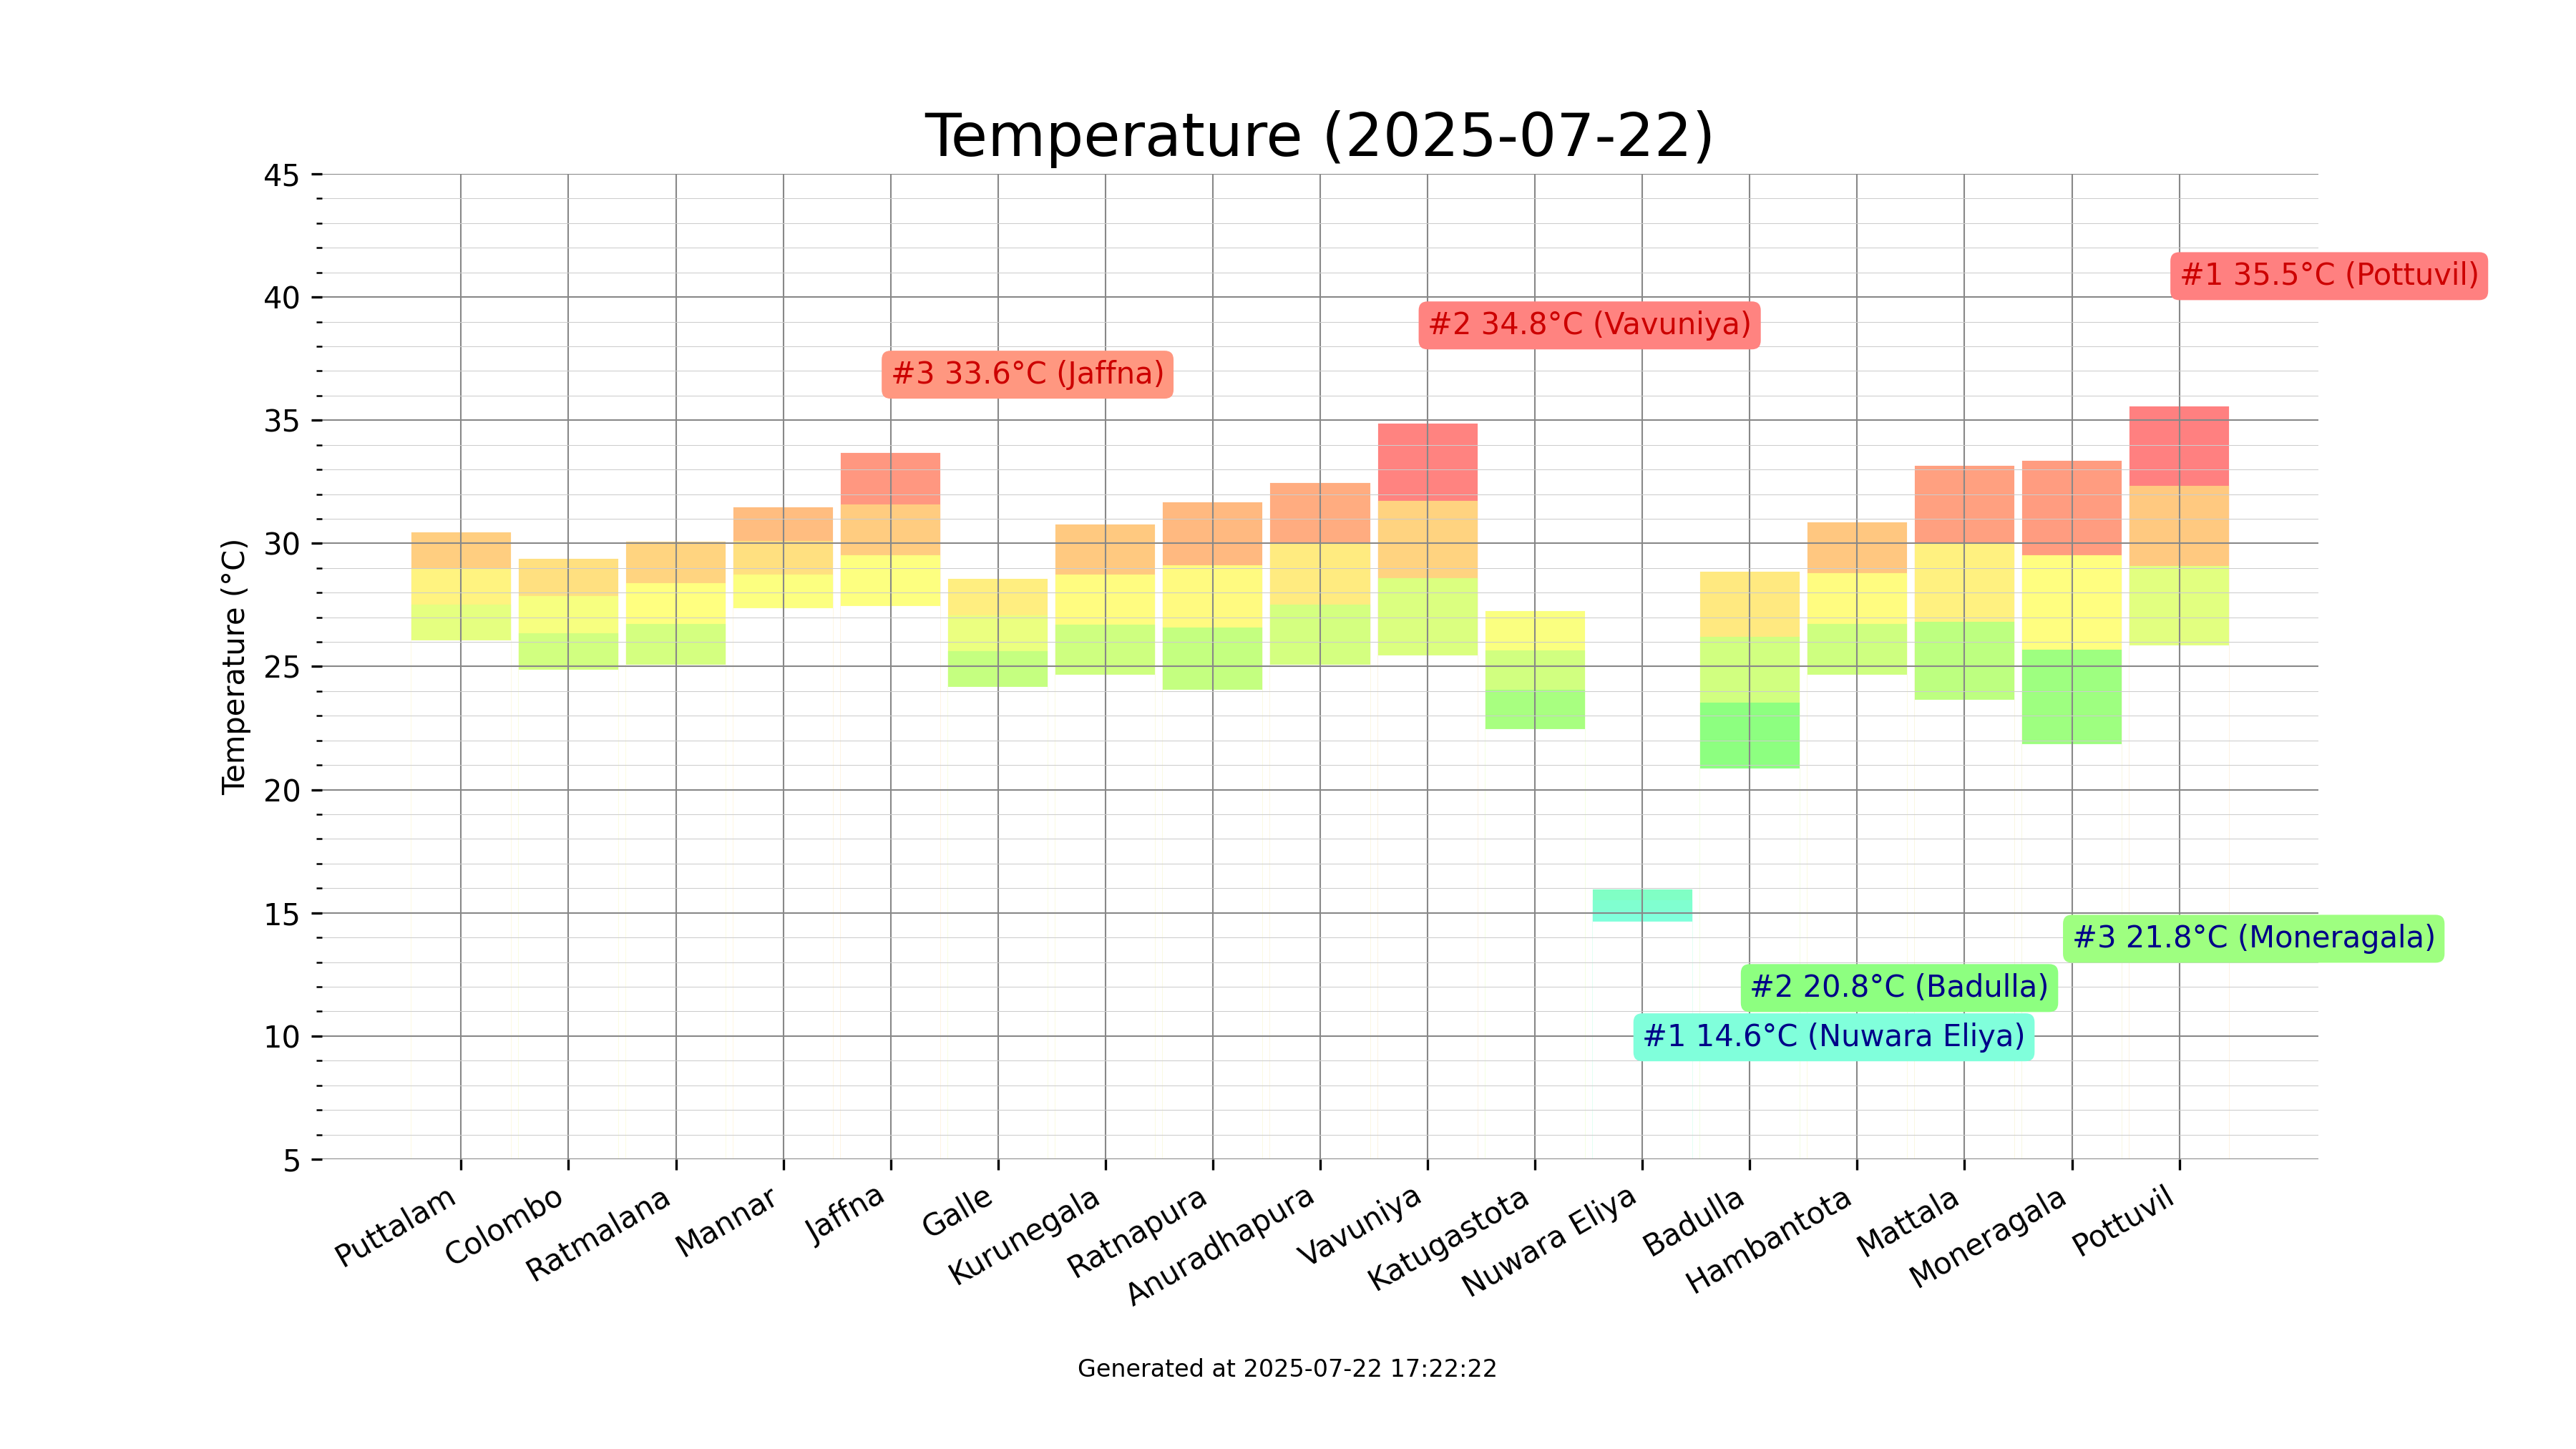 Temperature (2025-07-22)
Temperature (°C)
45
40
35
30
25
20
15
10
5
#1 35.5°C (Pottuvil)
#2 34.8°C (Vavuniya)
#3 33.6°C (Jaffna)
#3 21.8°C (Moneragala)
#2 20.8°C (Badulla)
#1 14.6°C (Nuwara Eliya)
Puttalam
Colombo
Ratmalana
Mannar
Jaffna
Galle
Kurunegala
Ratnapura
Anuradhapura
Vavuniya
Katugastota
Nuwara Eliya
Badulla
Hambantota
Mattala
Moneragala
Pottuvil
Generated at 2025-07-22 17:22:22